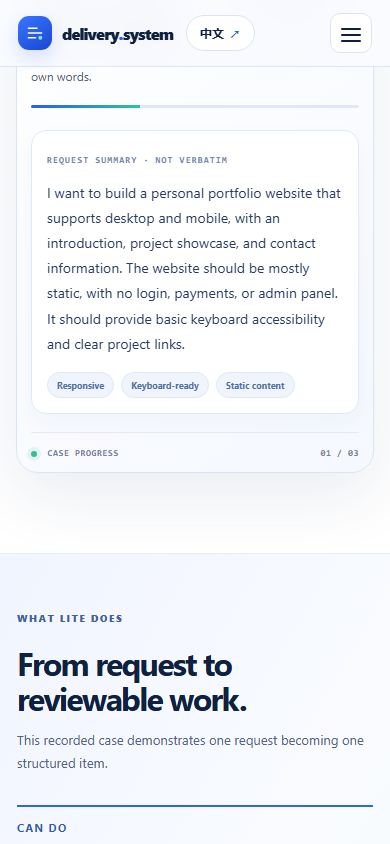 delivery.system
中文 ↗
own words.
REQUEST SUMMARY · NOT VERBATIM
I want to build a personal portfolio website that
supports desktop and mobile, with an
introduction, project showcase, and contact
information. The website should be mostly
static, with no login, payments, or admin panel.
It should provide basic keyboard accessibility
and clear project links.
Responsive
Keyboard-ready
Static content
CASE PROGRESS
01 / 03
WHAT LITE DOES
From request to
reviewable work.
This recorded case demonstrates one request becoming one
structured item.
CAN DO